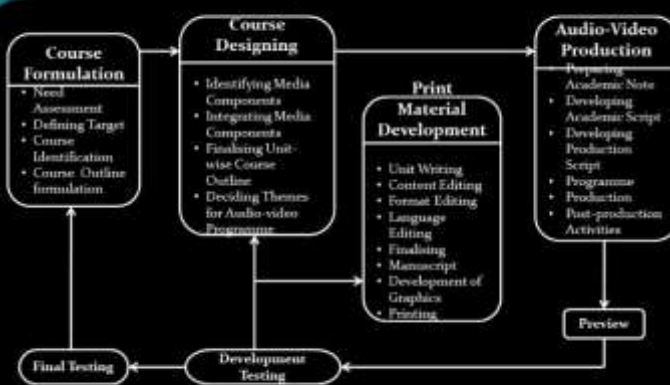 Course
Formulation
• Need
Assessment
• Defining Target
• Course
Identification
• Course Outline
formulation
Course
Designing
• Identifying Media
Components
• Integrating Media
Components
• Finalising Unit-
wise Course
Outline
• Deciding Themes
for Audio-video
Programme
Print
Material
Development
• Unit Writing
• Content Editing
• Format Editing
• Language
Editing
• Finalising
• Manuscript
• Development of
Graphics
• Printing
Audio-Video
Production
• Preparing
Academic Note
• Developing
Academic Script
• Developing
Production
Script
• Programme
• Production
• Post-production
Activities
Preview
Development
Testing
Final Testing